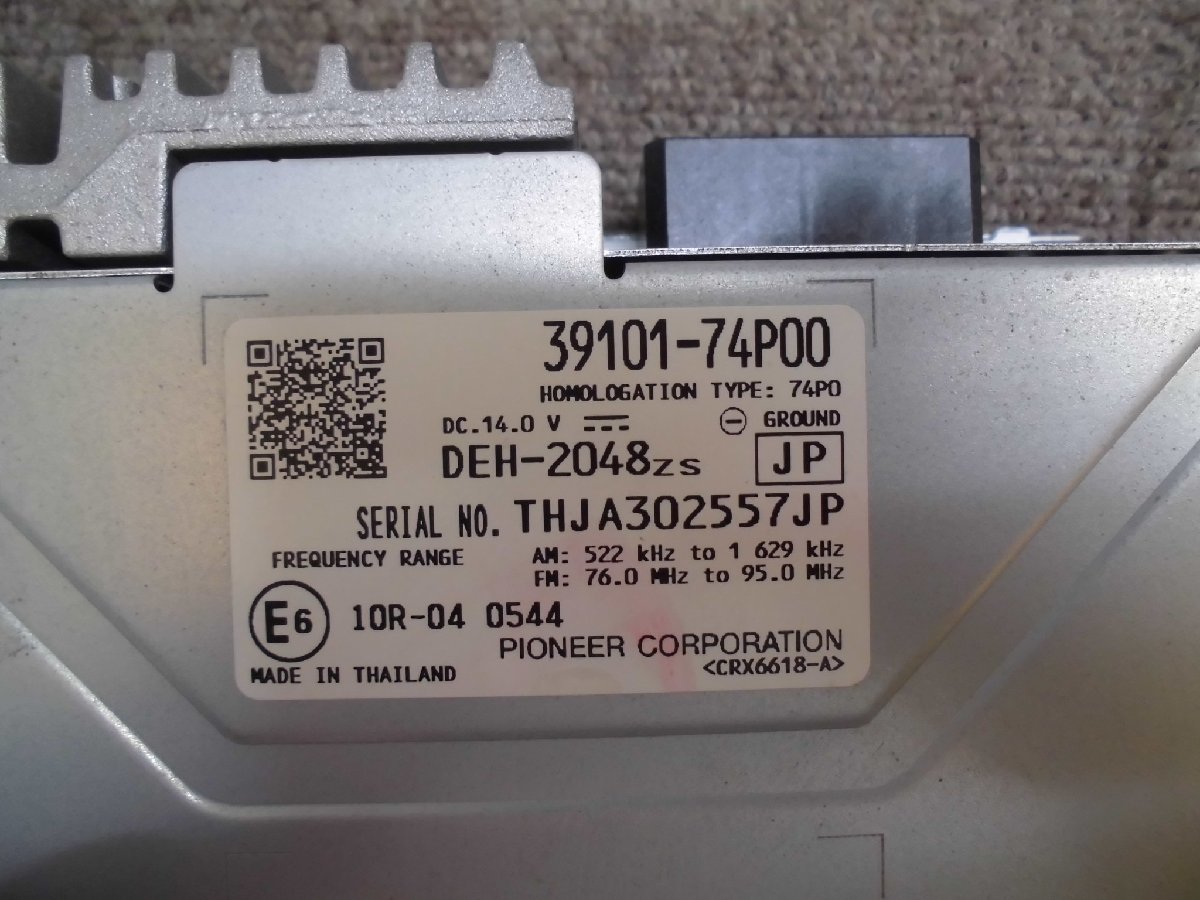 39101-74P00
HOMOLOGATION TYPE: 74P0
DC.14.0 V
GROUND
DEH-2048zs
JP
SERIAL NO. THJA302557JP
FREQUENCY RANGE
AM: 522 kHz to 1 629 kHz
FM: 76.0 MHz to 95.0 MHz
E6 10R-04 0544
PIONEER CORPORATION
MADE IN THAILAND
<CRX6618-A>